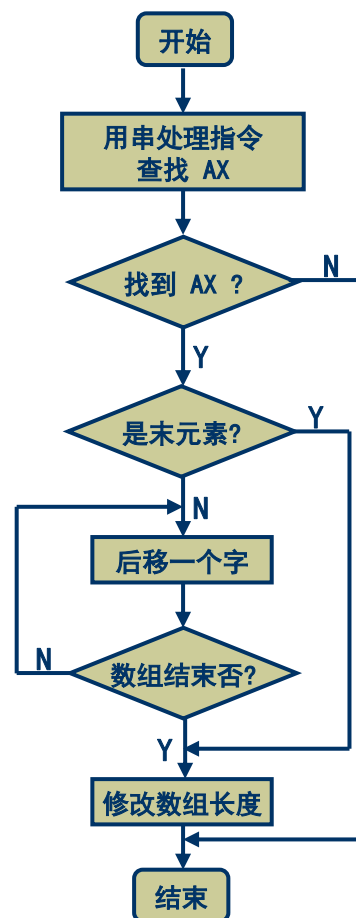 开始
用串处理指令
查找 AX
找到 AX ?
N
Y
是末元素?
Y
N
后移一个字
数组结束否?
N
Y
修改数组长度
结束